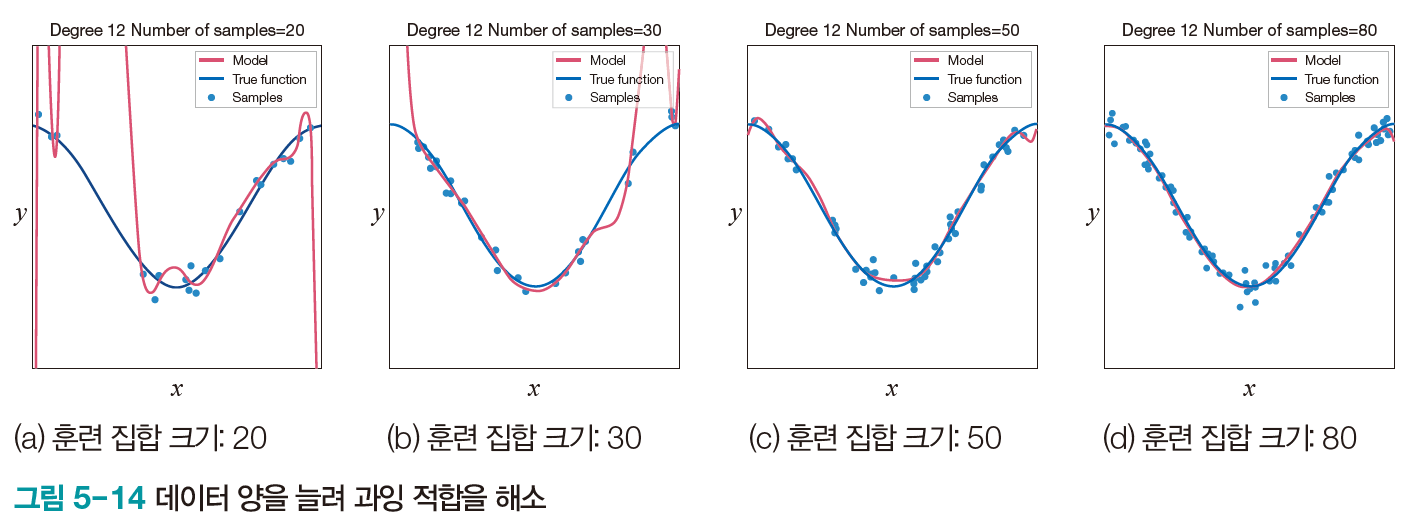 Degree 12 Number of samples=20
Model
True function
Samples
y
x
(a) 훈련 집합 크기: 20
Degree 12 Number of samples=30
Model
True function
Samples
y
x
(b) 훈련 집합 크기: 30
Degree 12 Number of samples=50
Model
True function
Samples
y
x
(c) 훈련 집합 크기: 50
Degree 12 Number of samples=80
Model
True function
Samples
y
x
(d) 훈련 집합 크기: 80
그림 5-14 데이터 양을 늘려 과잉 적합을 해소